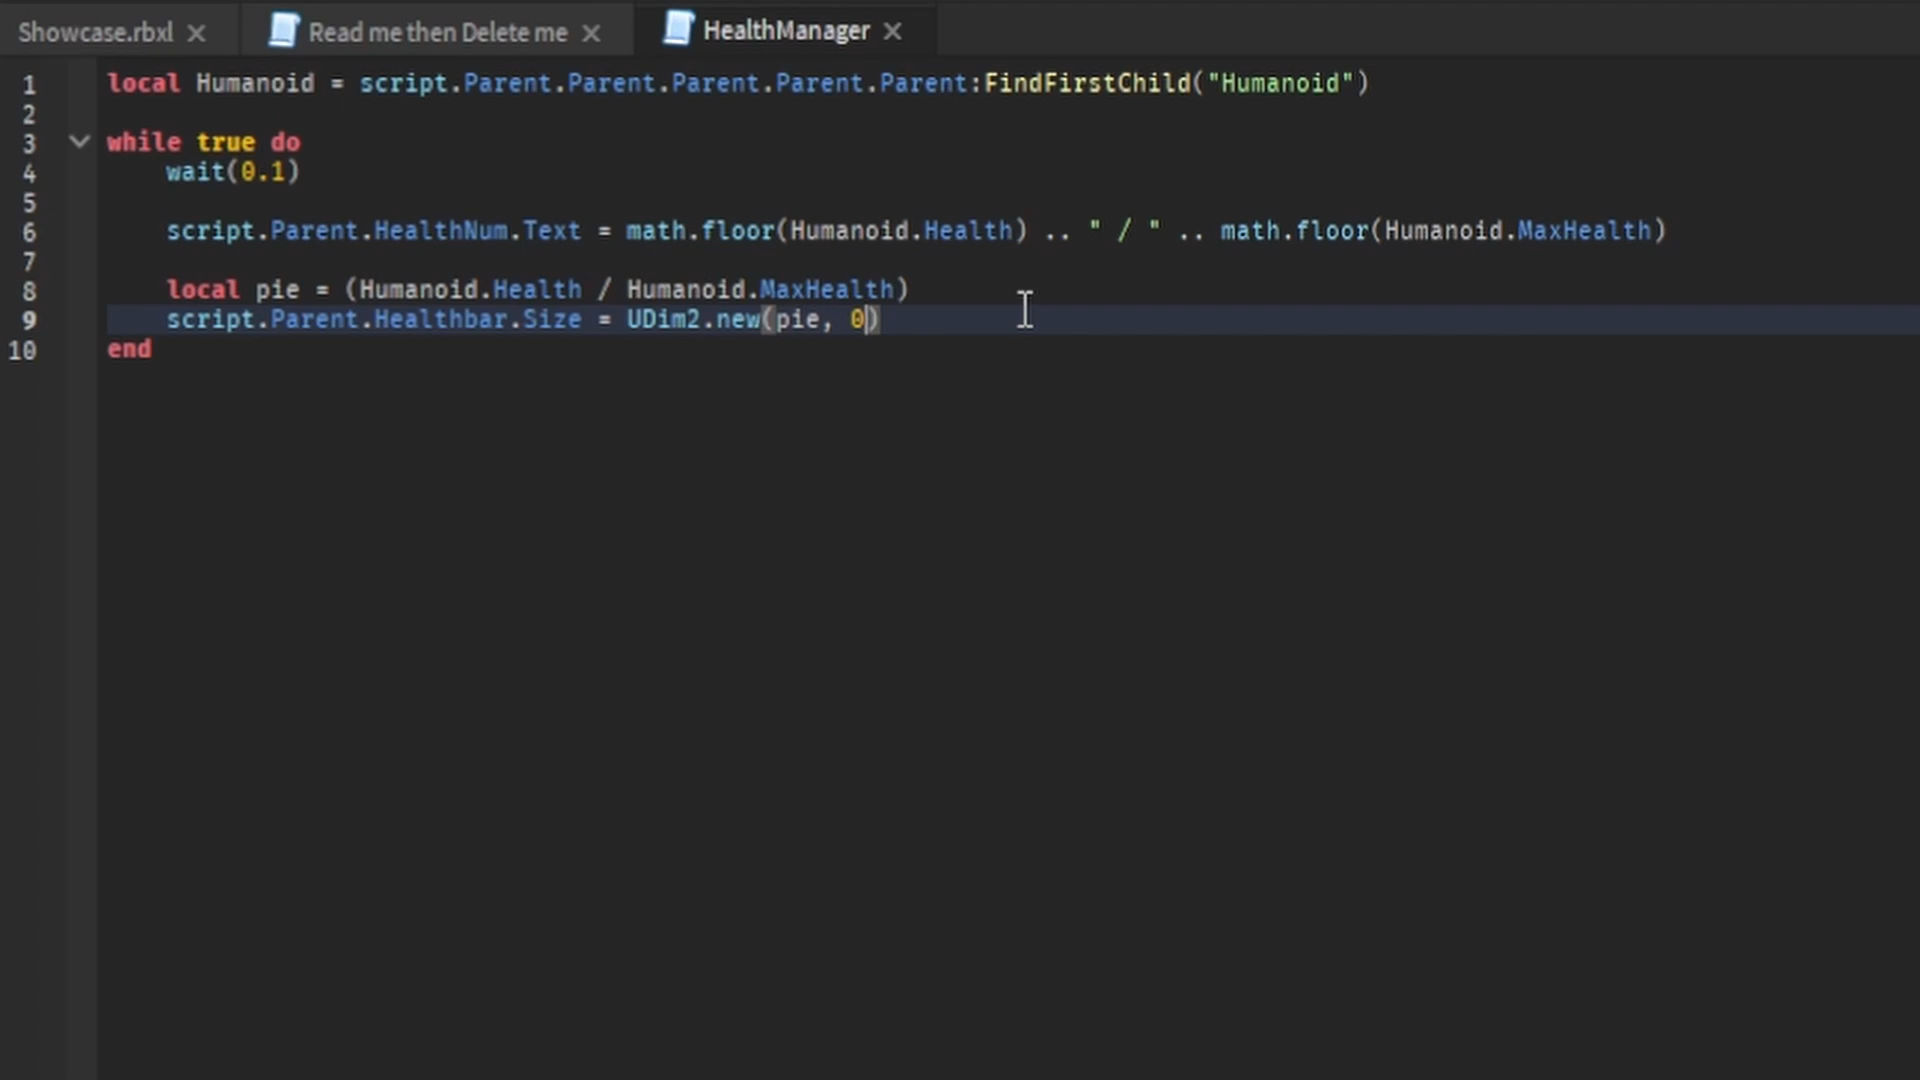 Showcase.rbxl Read me then Delete me HealthManager
1 local Humanoid = script.Parent.Parent.Parent.Parent.Parent:FindFirstChild("Humanoid")
2
3 while true do
4 wait(0.1)
5
6 script.Parent.HealthNum.Text = math.floor(Humanoid.Health) .. " / " .. math.floor(Humanoid.MaxHealth)
7
8 local pie = (Humanoid.Health / Humanoid.MaxHealth)
9 script.Parent.Healthbar.Size = UDim2.new(pie, 0)
10 end